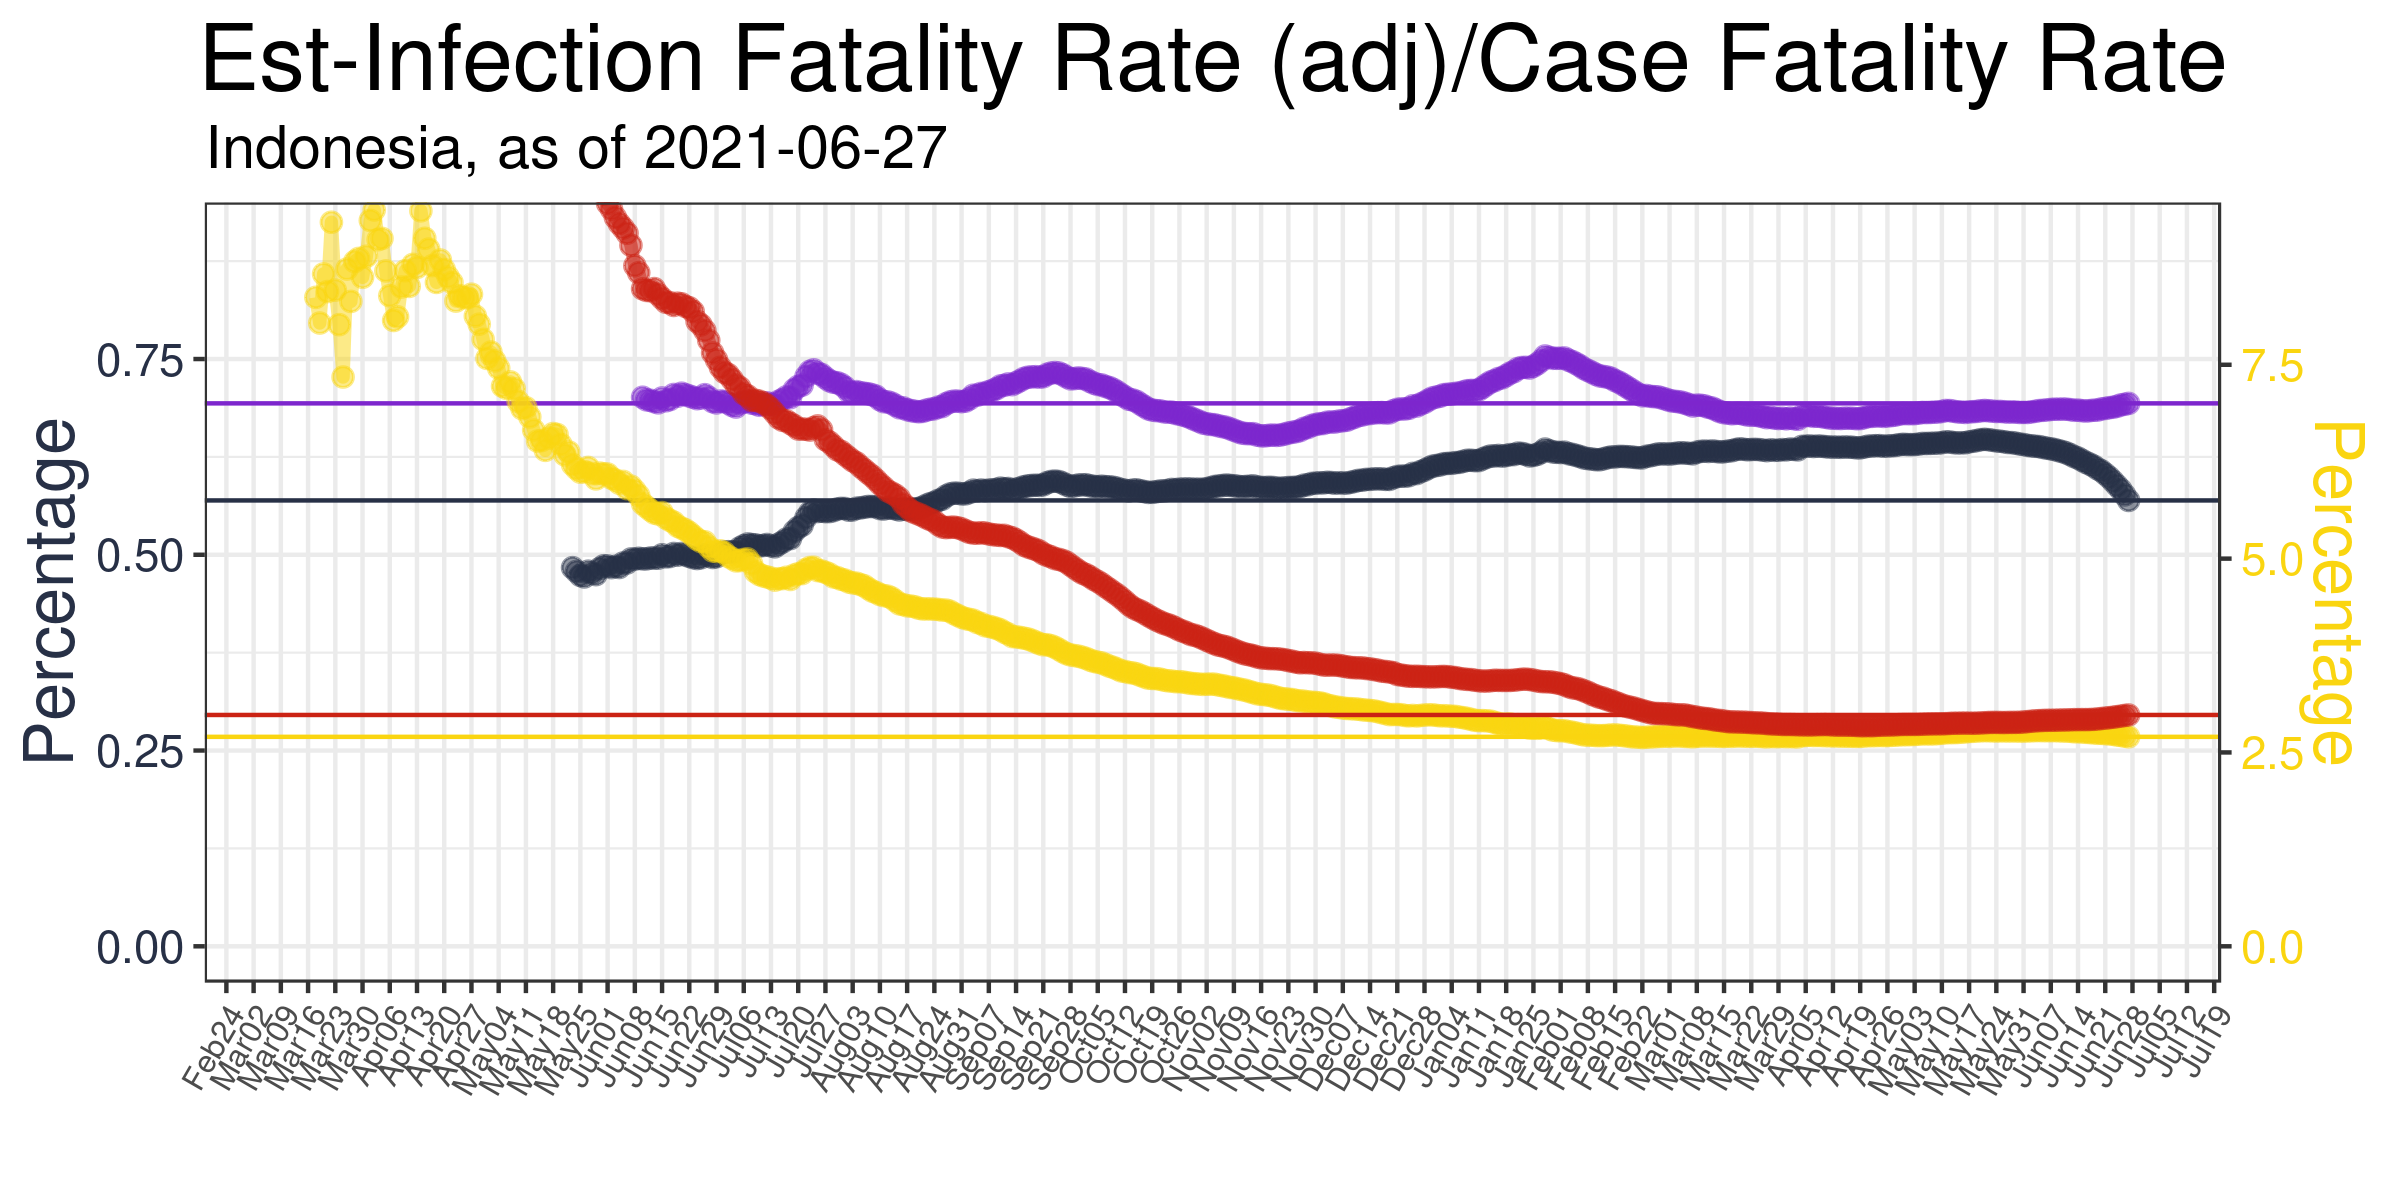 Est-Infection Fatality Rate (adj)/Case Fatality Rate
Indonesia, as of 2021-06-27
Percentage
0.75
0.50
0.25
0.00
7.5
5.0
2.5
0.0
Percentage
Feb24
Mar02
Mar09
Mar16
Mar23
Mar30
Apr06
Apr13
Apr20
Apr27
May04
May11
May18
May25
Jun01
Jun08
Jun15
Jun22
Jun29
Jul06
Jul13
Jul20
Jul27
Aug03
Aug10
Aug17
Aug24
Aug31
Sep07
Sep14
Sep21
Sep28
Oct05
Oct12
Oct19
Oct26
Nov02
Nov09
Nov16
Nov23
Nov30
Dec07
Dec14
Dec21
Dec28
Jan04
Jan11
Jan18
Jan25
Feb01
Feb08
Feb15
Feb22
Mar01
Mar08
Mar15
Mar22
Mar29
Apr05
Apr12
Apr19
Apr26
May03
May10
May17
May24
May31
Jun07
Jun14
Jun21
Jun28
Jul05
Jul12
Jul19